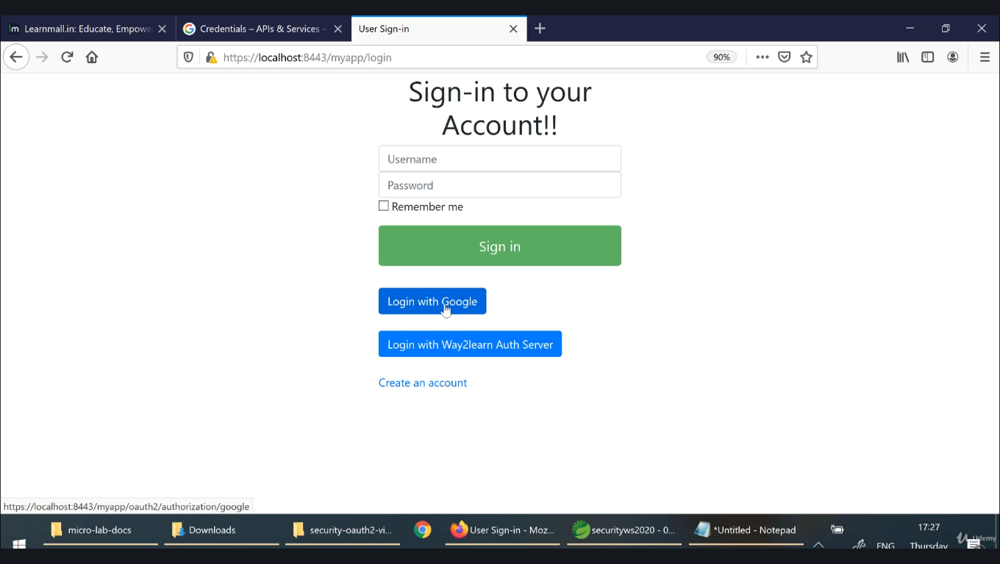 lm Learnmall.in: Educate, Empowe
Credentials – APIs & Services –
User Sign-in
https://localhost:8443/myapp/login
90%
Sign-in to your
Account!!
Username
Password
Remember me
Sign in
Login with Google
Login with Way2learn Auth Server
Create an account
https://localhost:8443/myapp/oauth2/authorization/google
micro-lab-docs
Downloads
security-oauth2-vi...
User Sign-in - Moz...
securityws2020 - 0...
*Untitled - Notepad
17:27
ENG
Thursday
Udemy